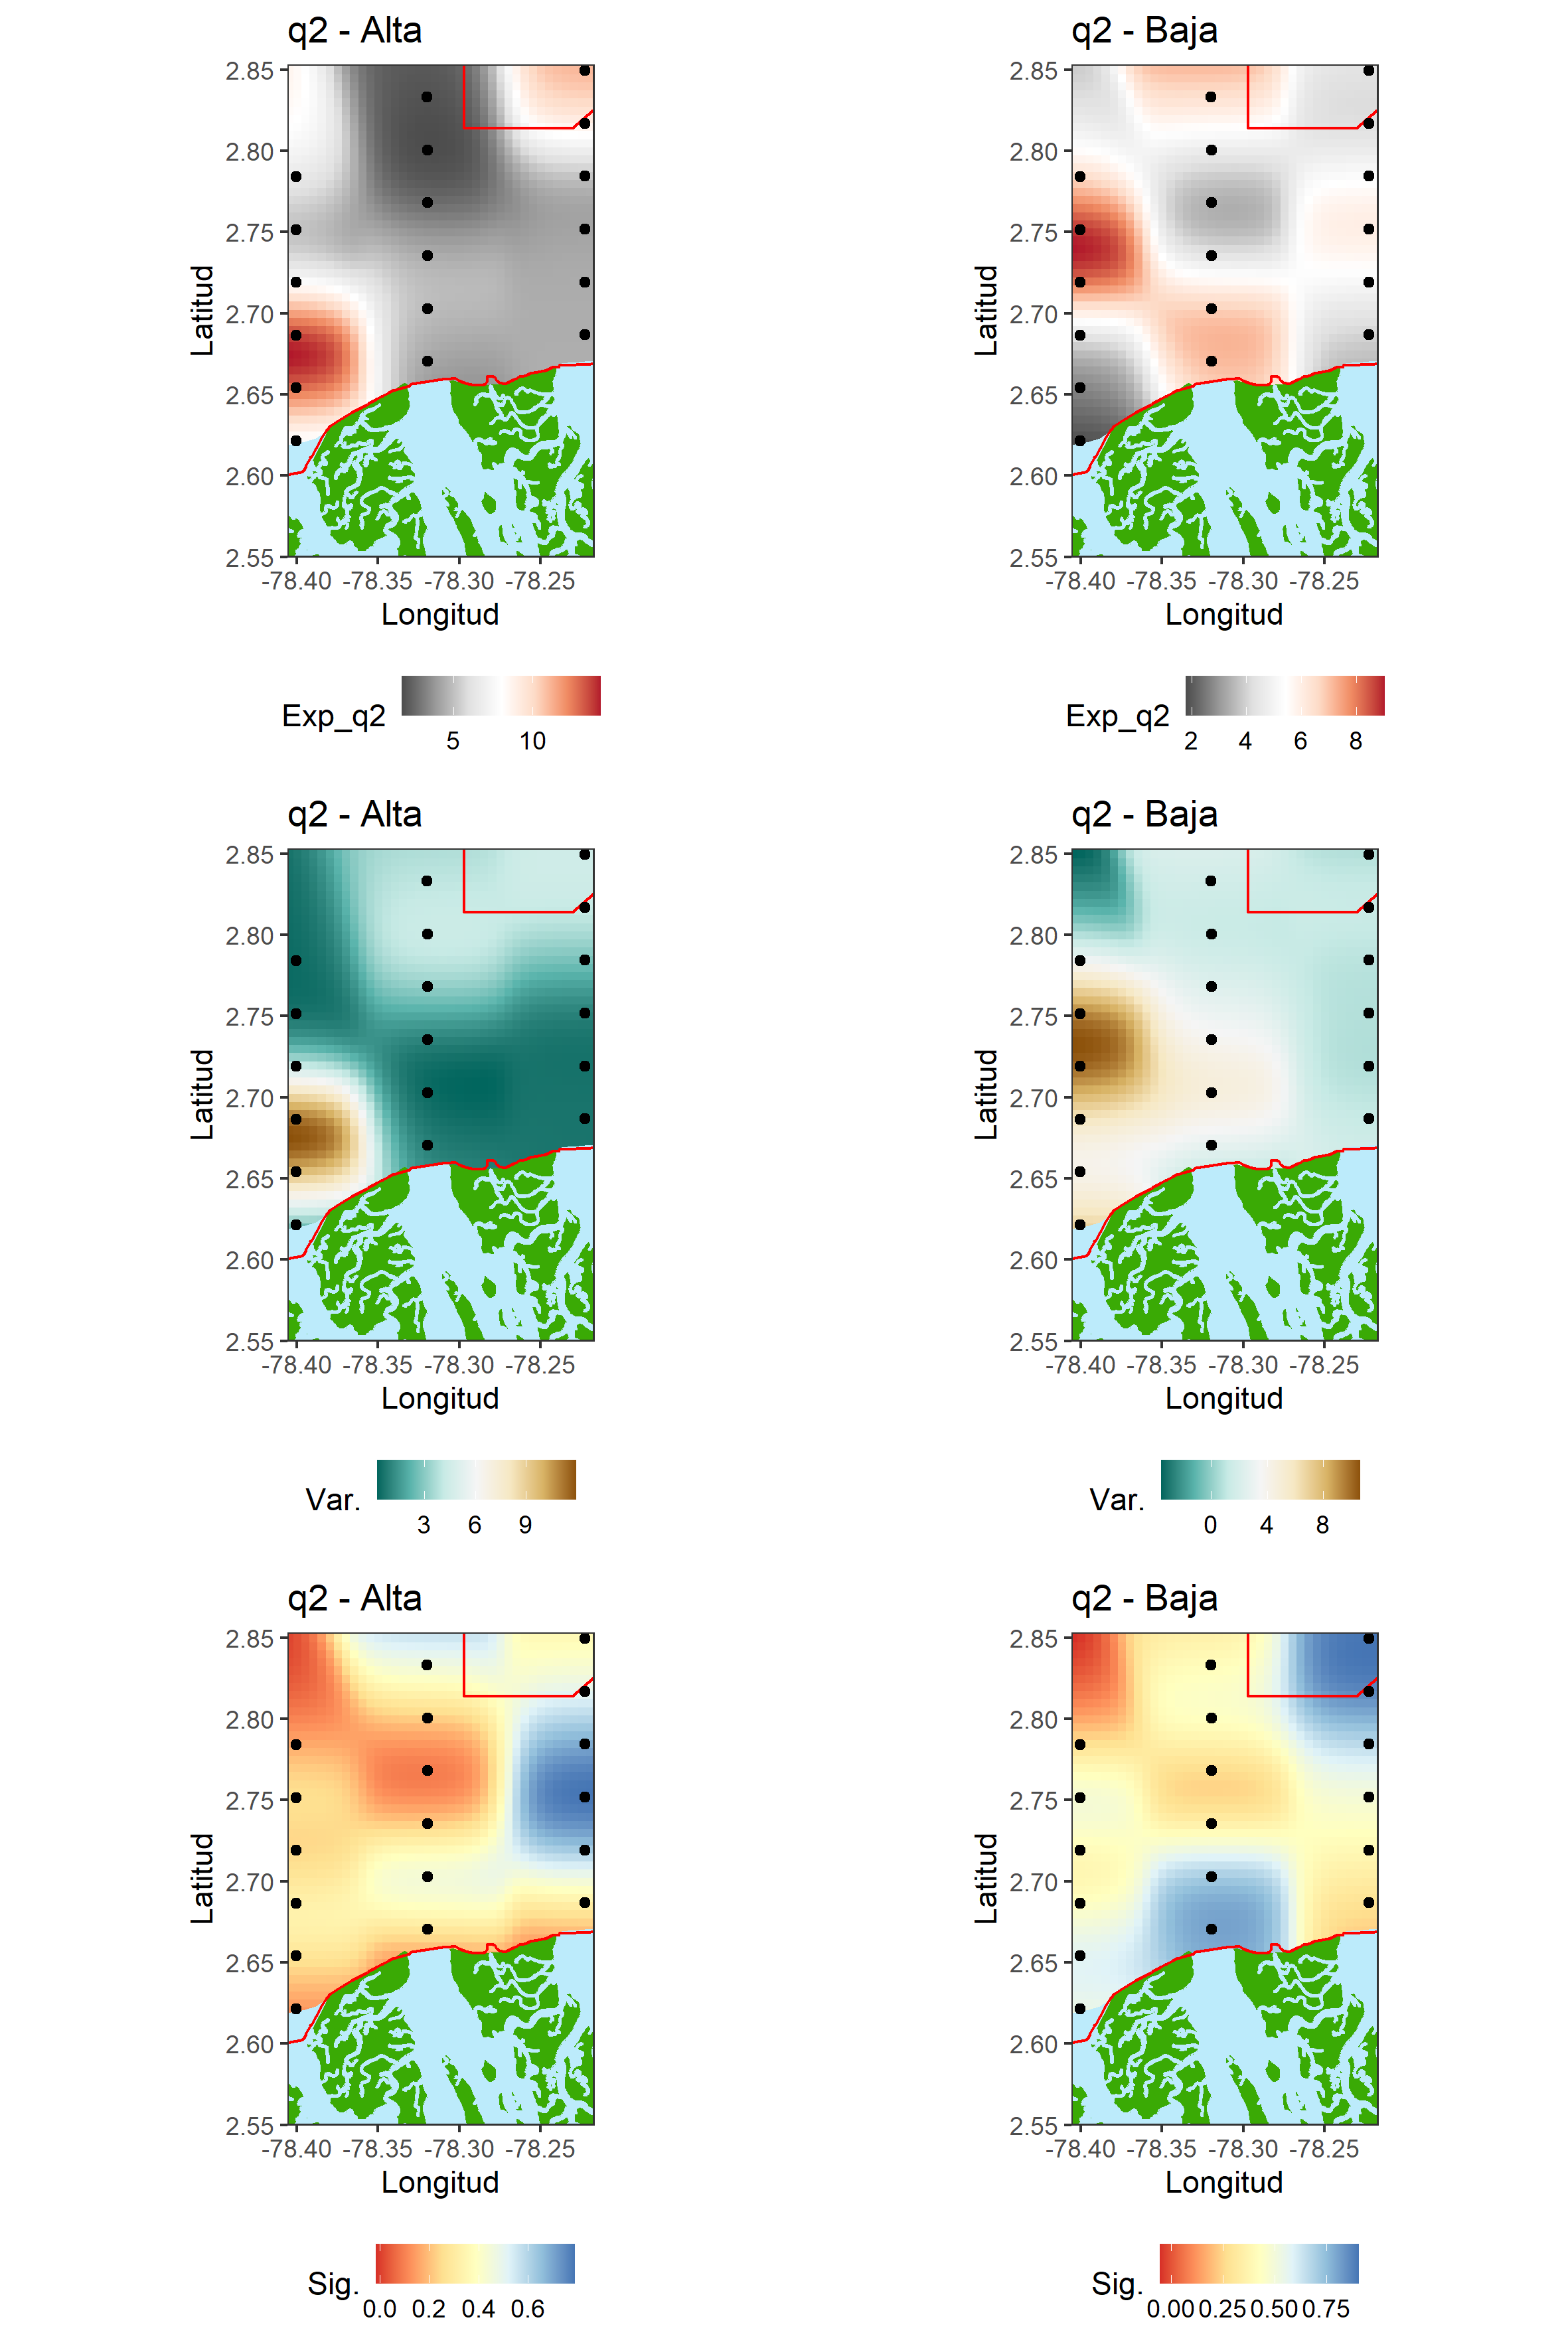 q2 - Alta
q2 - Baja
Latitud
2.85
2.80
2.75
2.70
2.65
2.60
2.55
-78.40 -78.35 -78.30 -78.25
Longitud
Exp_q2
5 10
Latitud
2.85
2.80
2.75
2.70
2.65
2.60
2.55
-78.40 -78.35 -78.30 -78.25
Longitud
Exp_q2
2 4 6 8
q2 - Alta
q2 - Baja
Latitud
2.85
2.80
2.75
2.70
2.65
2.60
2.55
-78.40 -78.35 -78.30 -78.25
Longitud
Var.
3 6 9
Latitud
2.85
2.80
2.75
2.70
2.65
2.60
2.55
-78.40 -78.35 -78.30 -78.25
Longitud
Var.
0 4 8
q2 - Alta
q2 - Baja
Latitud
2.85
2.80
2.75
2.70
2.65
2.60
2.55
-78.40 -78.35 -78.30 -78.25
Longitud
Sig.
0.0 0.2 0.4 0.6
Latitud
2.85
2.80
2.75
2.70
2.65
2.60
2.55
-78.40 -78.35 -78.30 -78.25
Longitud
Sig.
0.00 0.25 0.50 0.75